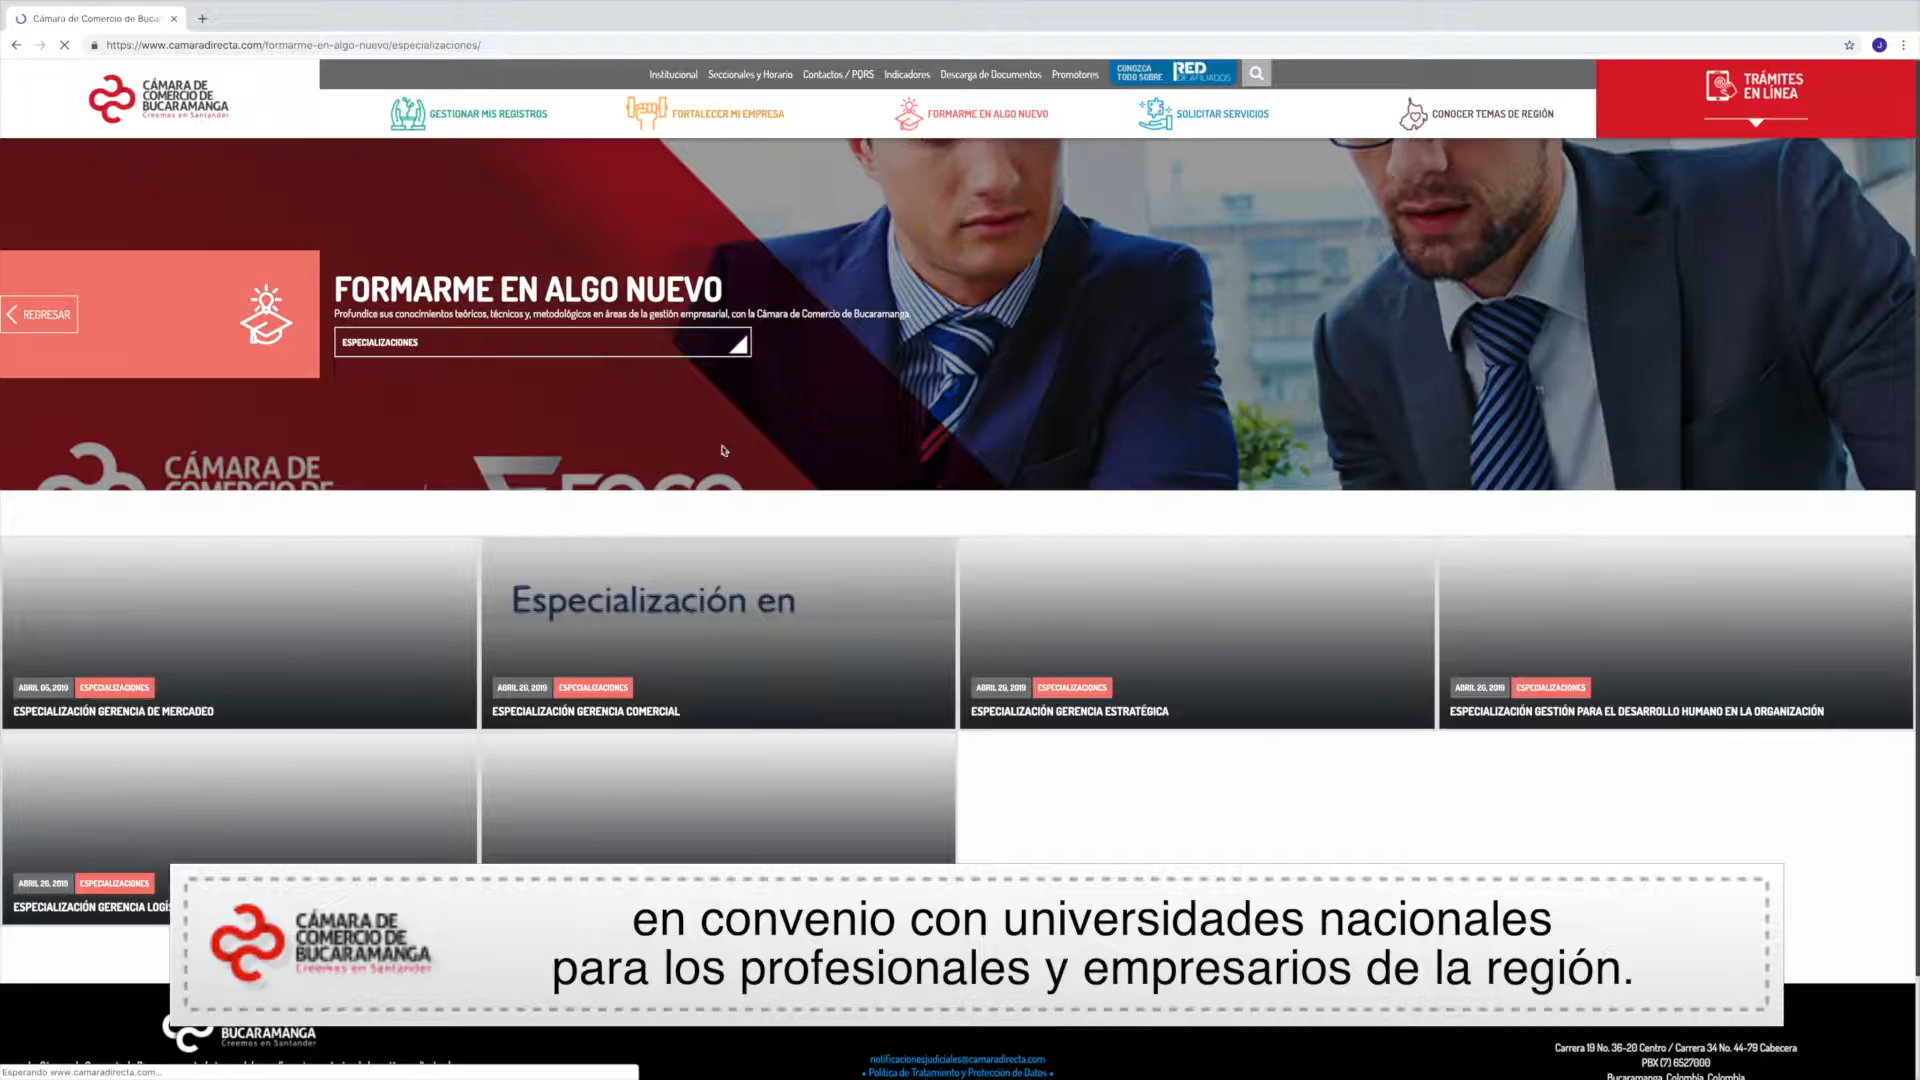 Cámara de Comercio de Buca
https://www.camaradirecta.com/formarme-en-algo-nuevo/especializaciones/
J
CÁMARA DE
COMERCIO DE
BUCARAMANGA
Creemos en Santander
Institucional Seccionales y Horario Contactos / PQRS Indicadores Descarga de Documentos Promotores
CONOZCA
TODO SOBRE
RED
DE AFILIADOS
GESTIONAR MIS REGISTROS FORTALECER MI EMPRESA FORMARME EN ALGO NUEVO SOLICITAR SERVICIOS CONOCER TEMAS DE REGIÓN
TRÁMITES
EN LÍNEA
REGRESAR
FORMARME EN ALGO NUEVO
Profundice sus conocimientos teóricos, técnicos y, metodológicos en áreas de la gestión empresarial, con la Cámara de Comercio de Bucaramanga.
ESPECIALIZACIONES
CÁMARA DE
COMERCIO DE
Especialización en
ABRIL 05, 2019 ESPECIALIZACIONES
ESPECIALIZACIÓN GERENCIA DE MERCADEO
ABRIL 26, 2019 ESPECIALIZACIONES
ESPECIALIZACIÓN GERENCIA COMERCIAL
ABRIL 26, 2019 ESPECIALIZACIONES
ESPECIALIZACIÓN GERENCIA ESTRATÉGICA
ABRIL 26, 2019 ESPECIALIZACIONES
ESPECIALIZACIÓN GESTIÓN PARA EL DESARROLLO HUMANO EN LA ORGANIZACIÓN
ABRIL 26, 2019 ESPECIALIZACIONES
ESPECIALIZACIÓN GERENCIA LOGÍS
CÁMARA DE
COMERCIO DE
BUCARAMANGA
Creemos en Santander
en convenio con universidades nacionales
para los profesionales y empresarios de la región.
BUCARAMANGA
Creemos en Santander
notificacionesjudiciales@camaradirecta.com
• Política de Tratamiento y Protección de Datos •
Carrera 19 No. 36-20 Centro / Carrera 34 No. 44-79 Cabecera
PBX (7) 6527000
Bucaramanga, Colombia, Colombia
Esperando www.camaradirecta.com...